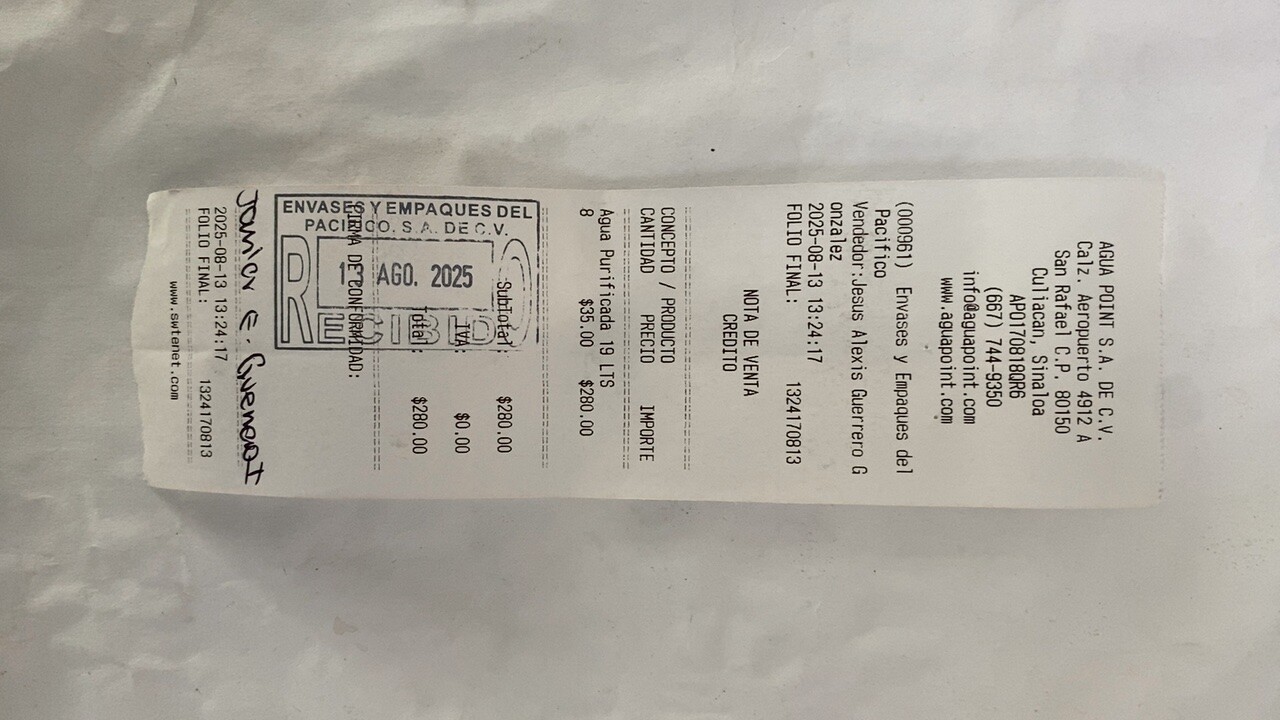 AGUA POINT S.A. DE C.V.
Calz. Aeropuerto 4912 A
San Rafael C.P. 80150
Culiacan, Sinaloa
APO170818QR6
(667) 744-9350
info@aguapoint.com
www.aguapoint.com
(000961) Envases y Empaques del
Pacifico
Vendedor:Jesus Alexis Guerrero G
onzalez
2025-08-13 13:24:17
FOLIO FINAL: 1324170813
NOTA DE VENTA
CREDITO
CONCEPTO / PRODUCTO
CANTIDAD PRECIO IMPORTE
Agua Purificada 19 LTS
8 $35.00 $280.00
SubTotal: $280.00
IVA: $0.00
Total: $280.00
ENVASES Y EMPAQUES DEL
PACIFICO, S.A. DE C.V.
AGO. 2025
RECIBIDO
FIRMA DE CONFORMIDAD:
2025-08-13 13:24:17
FOLIO FINAL: 1324170813
www.swtenet.com